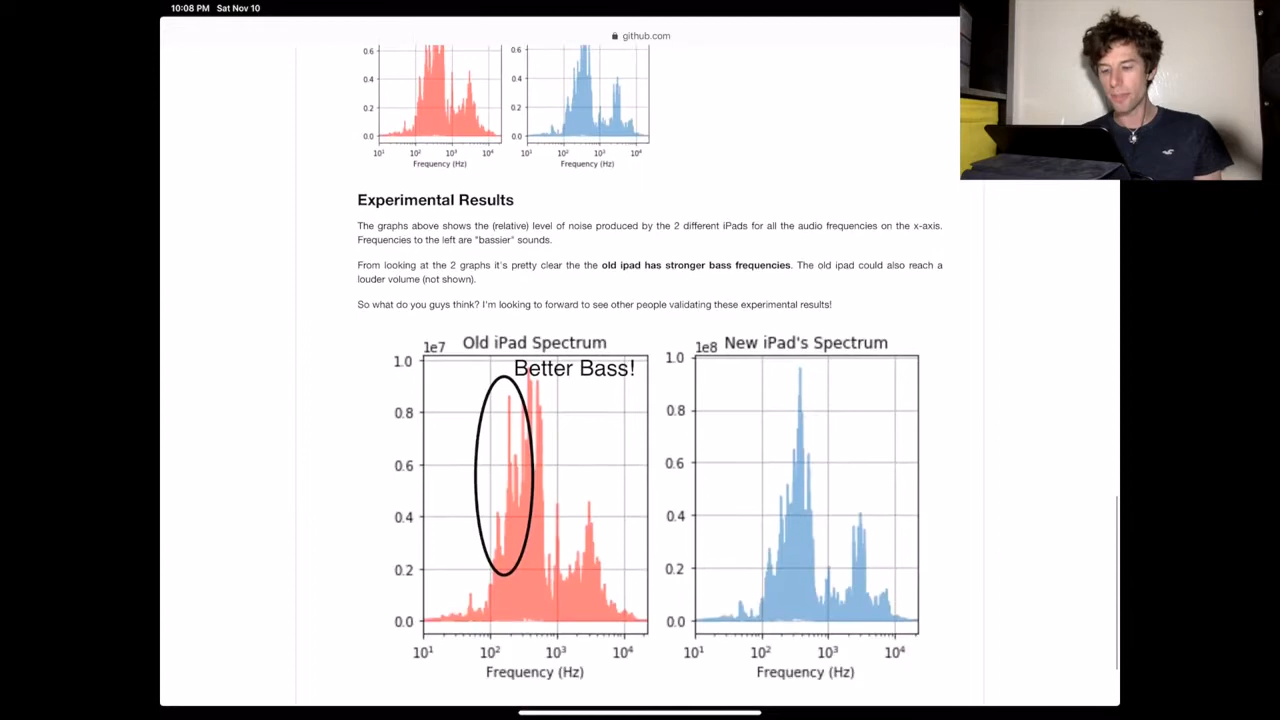 10:08 PM Sat Nov 10
github.com
0.6
0.4
0.2
0.0
10¹ 10² 10³ 10⁴
Frequency (Hz)
0.6
0.4
0.2
0.0
10¹ 10² 10³ 10⁴
Frequency (Hz)
Experimental Results
The graphs above shows the (relative) level of noise produced by the 2 different iPads for all the audio frequencies on the x-axis.
Frequencies to the left are "bassier" sounds.
From looking at the 2 graphs it's pretty clear the the old ipad has stronger bass frequencies. The old ipad could also reach a
louder volume (not shown).
So what do you guys think? I'm looking to forward to see other people validating these experimental results!
Old iPad Spectrum
1e7
Better Bass!
1.0
0.8
0.6
0.4
0.2
0.0
10¹ 10² 10³ 10⁴
Frequency (Hz)
New iPad's Spectrum
1e8
1.0
0.8
0.6
0.4
0.2
0.0
10¹ 10² 10³ 10⁴
Frequency (Hz)